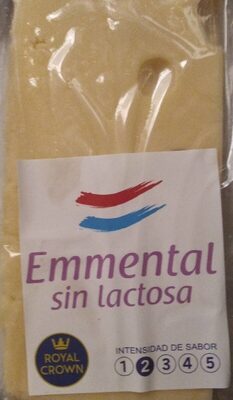 Emmental
sin lactosa
ROYAL
CROWN
INTENSIDAD DE SABOR
1 2 3 4 5